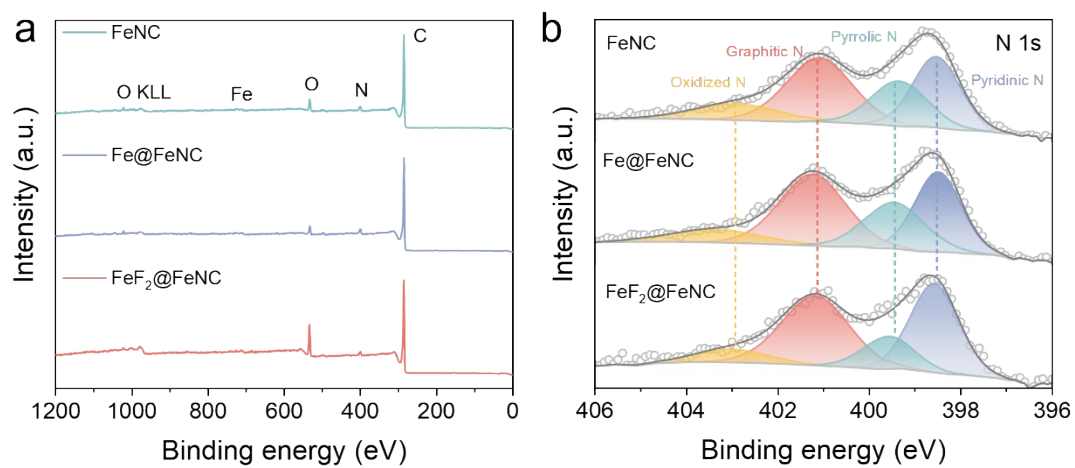 a
FeNC
C
O KLL
Fe
O
N
Fe@FeNC
FeF₂@FeNC
Intensity (a.u.)
1200 1000 800 600 400 200 0
Binding energy (eV)
b
FeNC
N 1s
Pyrrolic N
Graphitic N
Oxidized N
Pyridinic N
Fe@FeNC
FeF₂@FeNC
Intensity (a.u.)
406 404 402 400 398 396
Binding energy (eV)